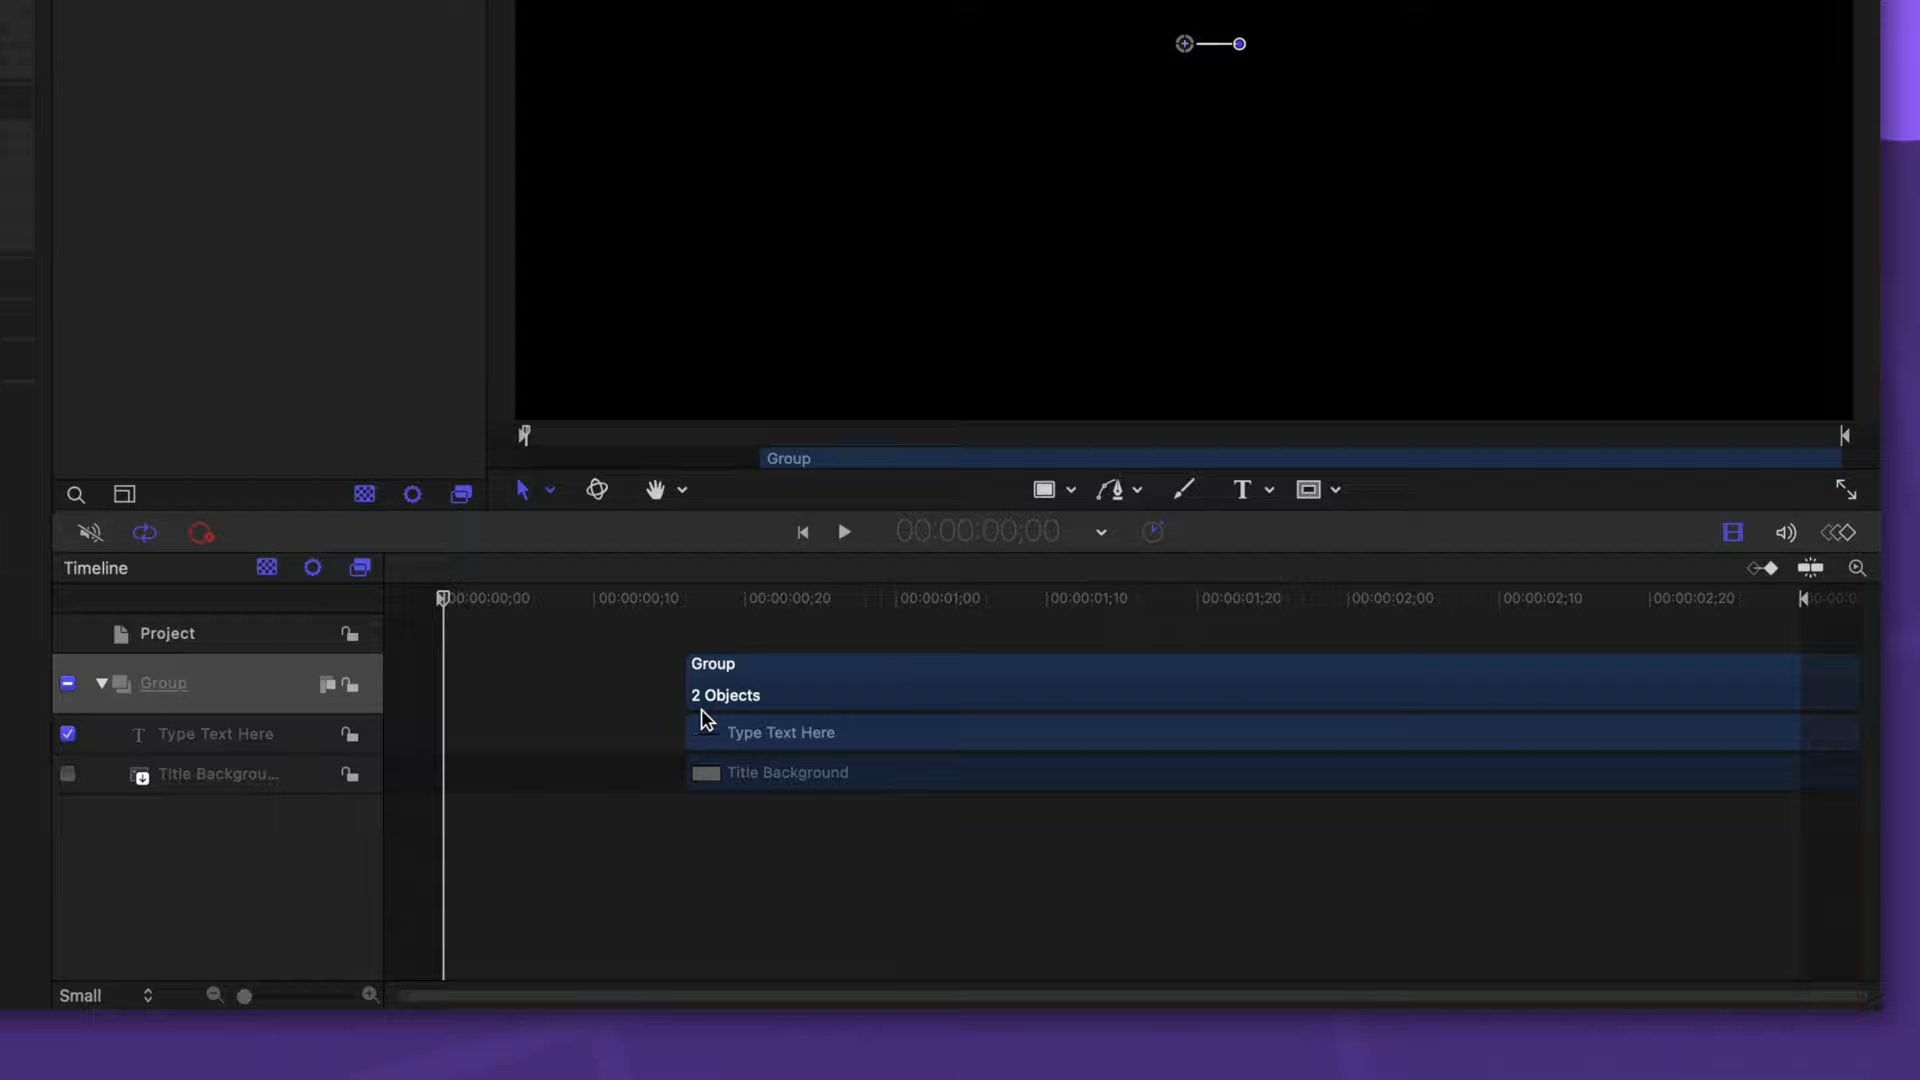 Group
00:00:00;00
Timeline
00:00:00;00 00:00:00;10 00:00:00;20 00:00:01;00 00:00:01;10 00:00:01;20 00:00:02;00 00:00:02;10 00:00:02;20
Project
Group
Group
2 Objects
Type Text Here
Type Text Here
Title Backgrou...
Title Background
Small